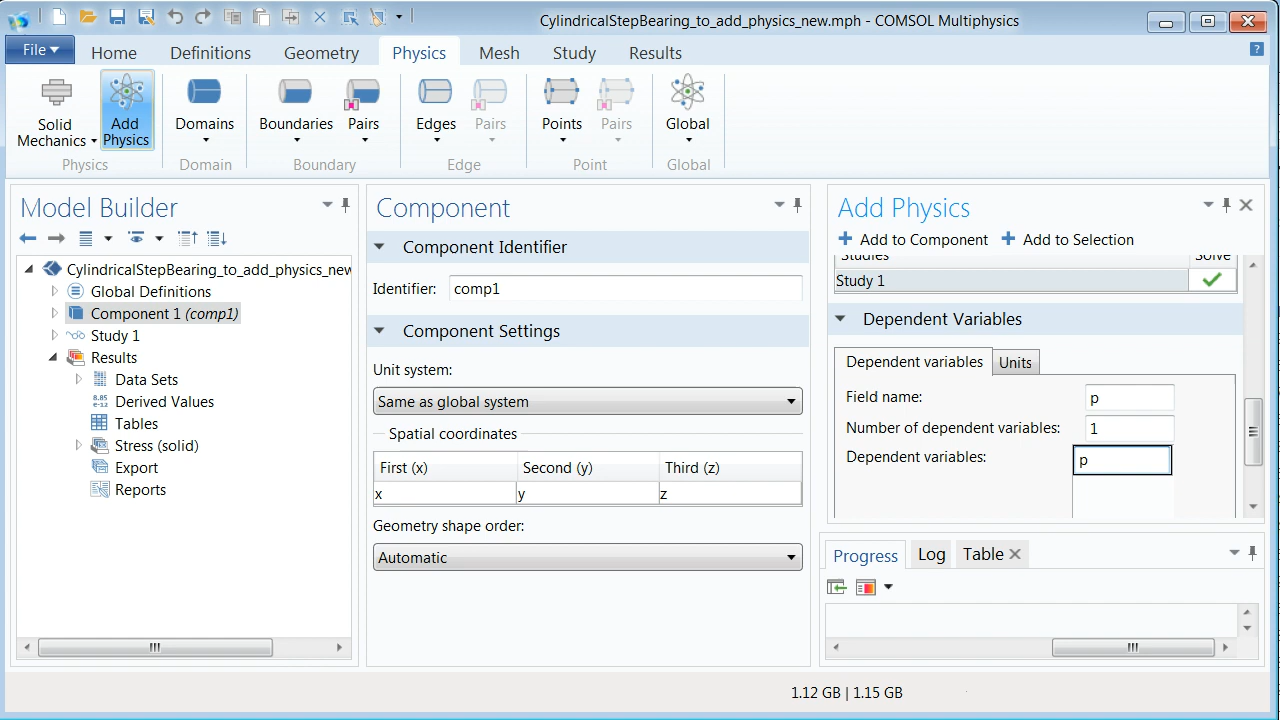 CylindricalStepBearing_to_add_physics_new.mph - COMSOL Multiphysics
File Home Definitions Geometry Physics Mesh Study Results
Solid Mechanics
Add Physics
Domains
Boundaries
Pairs
Edges
Pairs
Points
Pairs
Global
Physics Domain Boundary Edge Point Global
Model Builder
CylindricalStepBearing_to_add_physics_new
Global Definitions
Component 1 (comp1)
Study 1
Results
Data Sets
8.85
e-12
Derived Values
Tables
Stress (solid)
Export
Reports
Component
Component Identifier
Identifier: comp1
Component Settings
Unit system:
Same as global system
Spatial coordinates
First (x) Second (y) Third (z)
x y z
Geometry shape order:
Automatic
Add Physics
Add to Component Add to Selection
Studies Solve
Study 1
Dependent Variables
Dependent variables Units
Field name: p
Number of dependent variables: 1
Dependent variables: p
Progress Log Table
1.12 GB | 1.15 GB